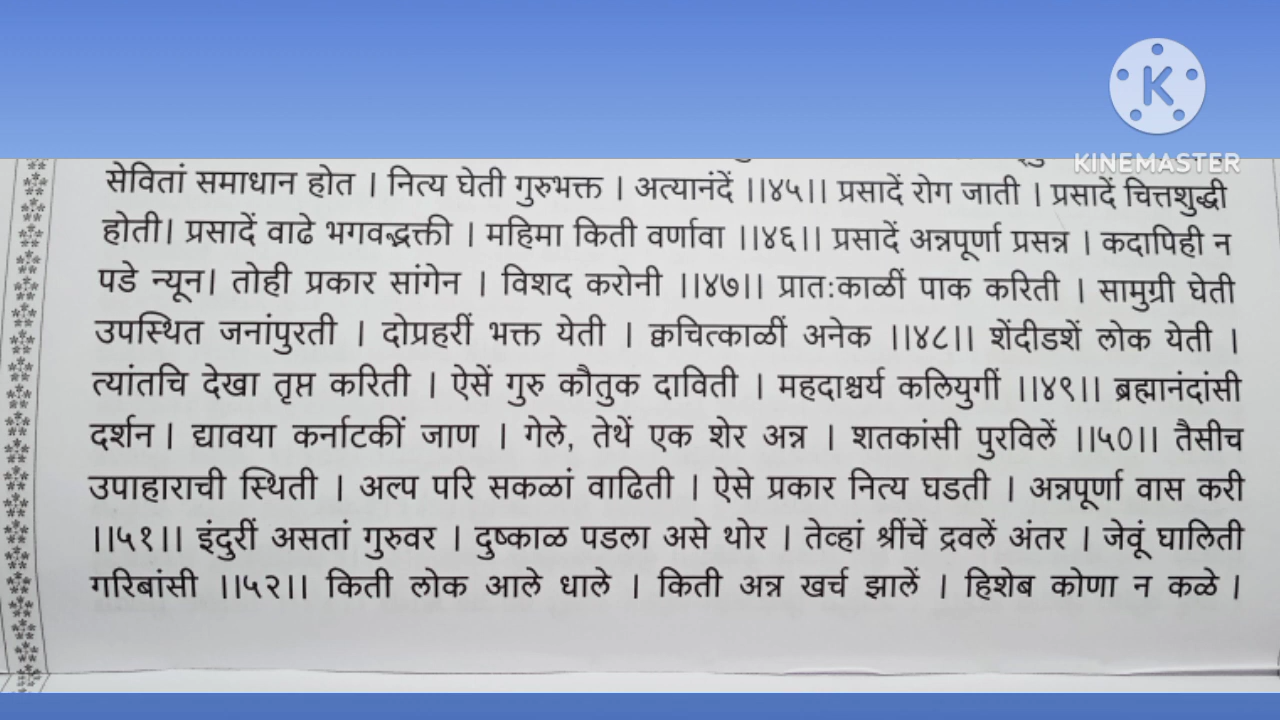 KINEMASTER
सेवितां समाधान होत । नित्य घेती गुरुभक्त । अत्यानंदें ।।४५।। प्रसादें रोग जाती । प्रसादें चित्तशुद्धी
होती। प्रसादें वाढे भगवद्भक्ती । महिमा किती वर्णावा ।।४६।। प्रसादें अन्नपूर्णा प्रसन्न । कदापिही न
पडे न्यून। तोही प्रकार सांगेन । विशद करोनी ।।४७।। प्रात:काळीं पाक करिती । सामुग्री घेती
उपस्थित जनांपुरती । दोप्रहरीं भक्त येती । क्वचित्काळीं अनेक ।।४८।। शेंदीडशें लोक येती ।
त्यांतचि देखा तृप्त करिती । ऐसें गुरु कौतुक दाविती । महदाश्चर्य कलियुगीं ।।४९।। ब्रह्मानंदांसी
दर्शन। द्यावया कर्नाटकीं जाण । गेले, तेथें एक शेर अन्न । शतकांसी पुरविलें ।।५०।। तैसीच
उपाहाराची स्थिती । अल्प परि सकळां वाढिती । ऐसे प्रकार नित्य घडती । अन्नपूर्णा वास करी
।।५१।। इंदुरीं असतां गुरुवर । दुष्काळ पडला असे थोर । तेव्हां श्रींचें द्रवलें अंतर । जेवूं घालिती
गरिबांसी ।।५२।। किती लोक आले धाले । किती अन्न खर्च झालें । हिशेब कोणा न कळे ।